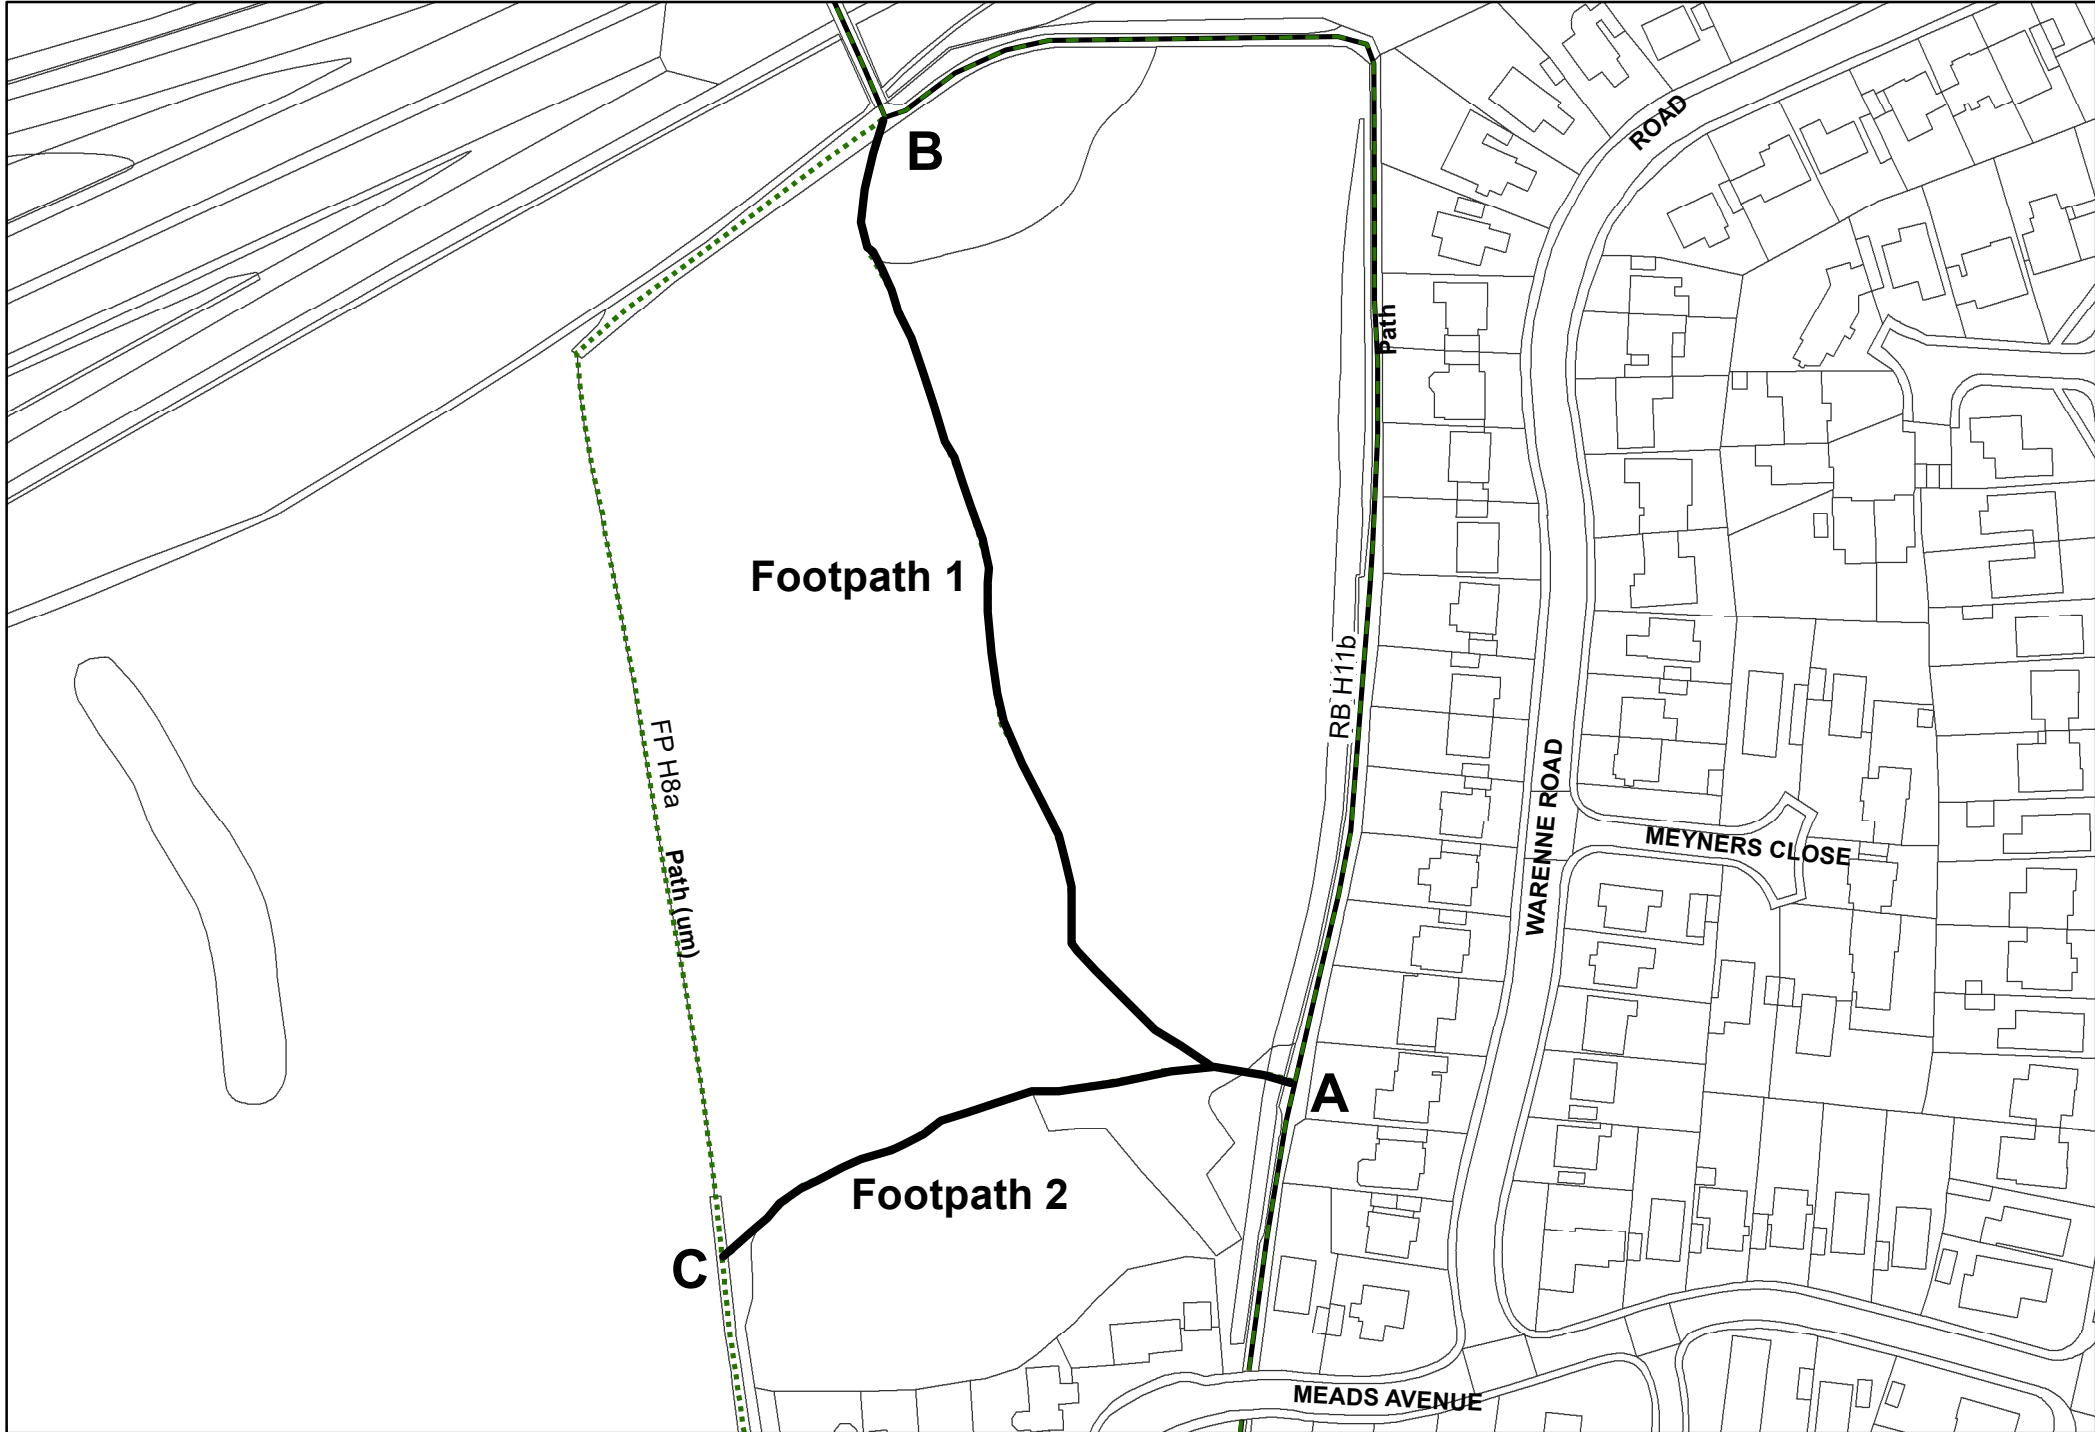 ROAD
B
Path
Footpath 1
RB H11b
FP H8a
WARENNE ROAD
MEYNERS CLOSE
Path (um)
A
Footpath 2
C
MEADS AVENUE